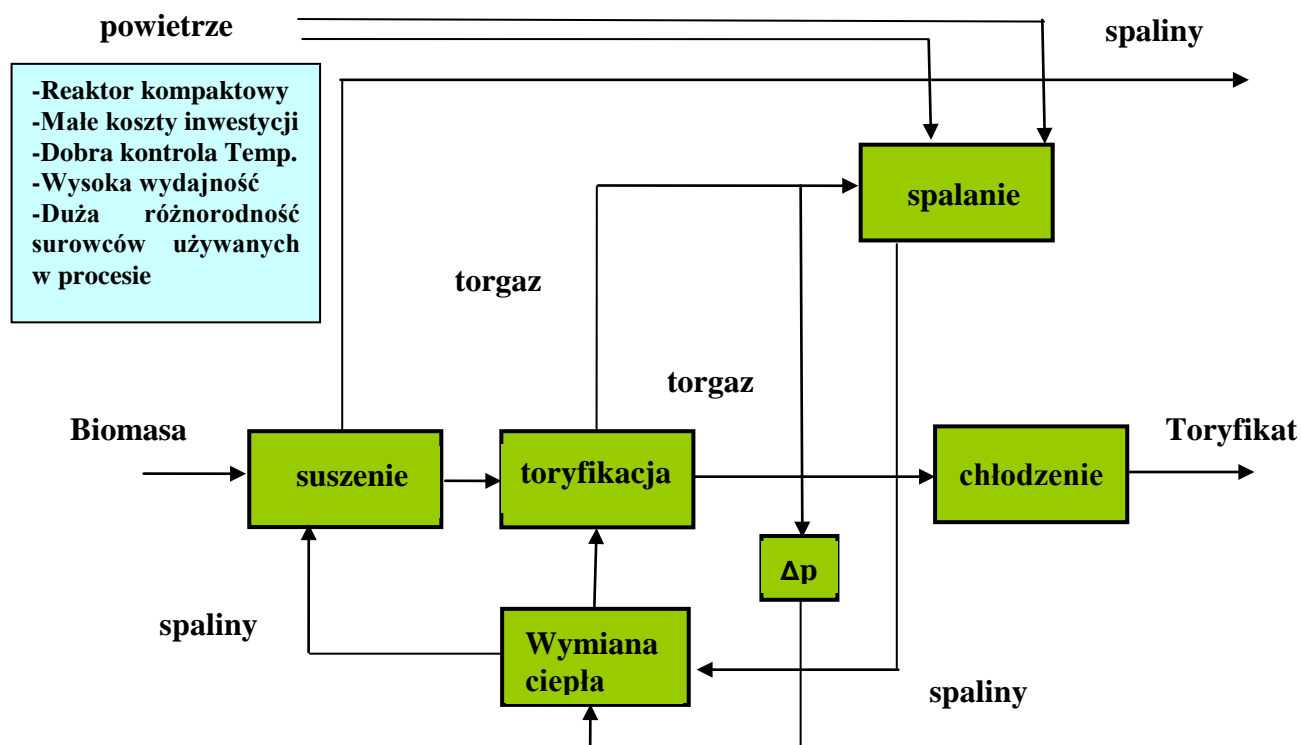 powietrze
spaliny
-Reaktor kompaktowy
-Małe koszty inwestycji
-Dobra kontrola Temp.
-Wysoka wydajność
-Duża różnorodność
surowców używanych
w procesie
spalanie
torgaz
torgaz
Biomasa
Toryfikat
suszenie
toryfikacja
chłodzenie
Δp
spaliny
Wymiana
ciepła
spaliny